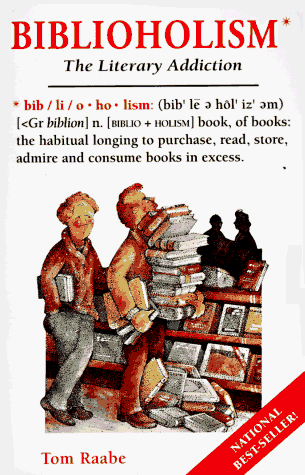 BIBLIOHOLISM*
The Literary Addiction
* bib / li / o • ho • lism: (bib' lē ə hôl' iz' əm)
[<Gr biblion] n. [BIBLIO + HOLISM] book, of books:
the habitual longing to purchase, read, store,
admire and consume books in excess.
NATIONAL
BEST-SELLER!
Tom Raabe